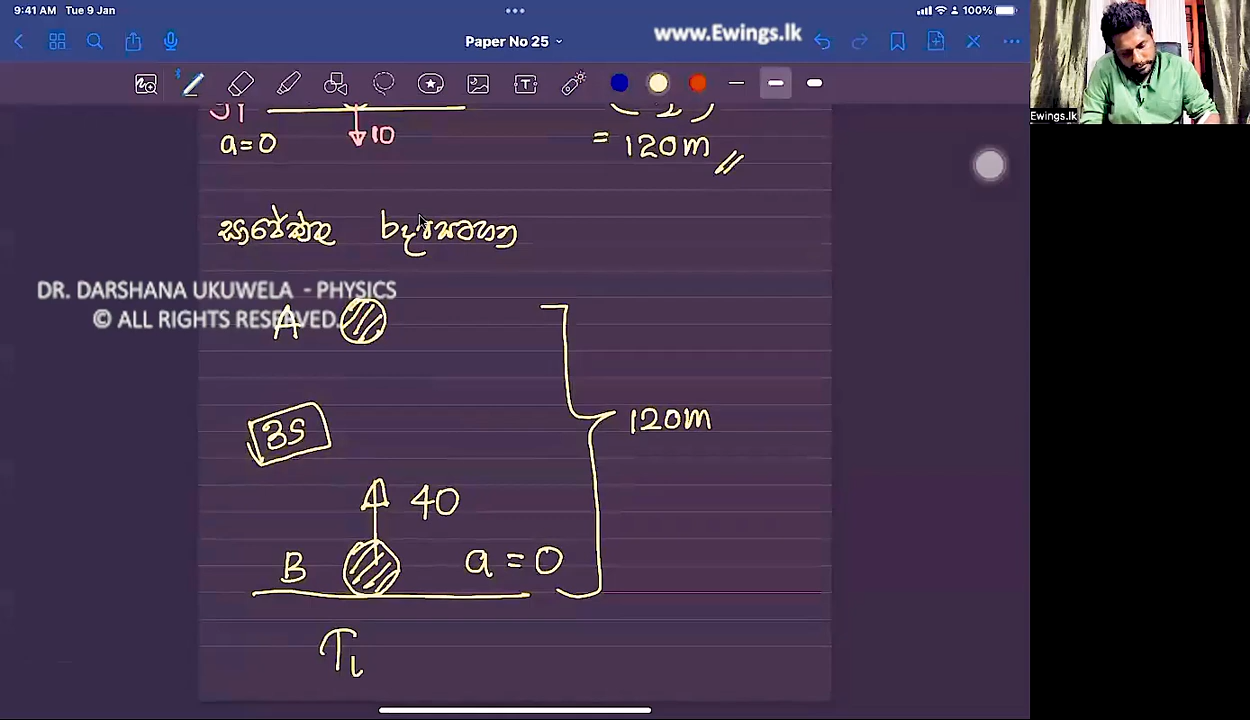 9:41 AM Tue 9 Jan
100%
Paper No 25
www.Ewings.lk
Ewings.lk
a=0
10
= 120m
සාපේක්ෂ රූපසටහන
DR. DARSHANA UKUWELA - PHYSICS
© ALL RIGHTS RESERVED.
A
120m
3S
40
B
a = 0